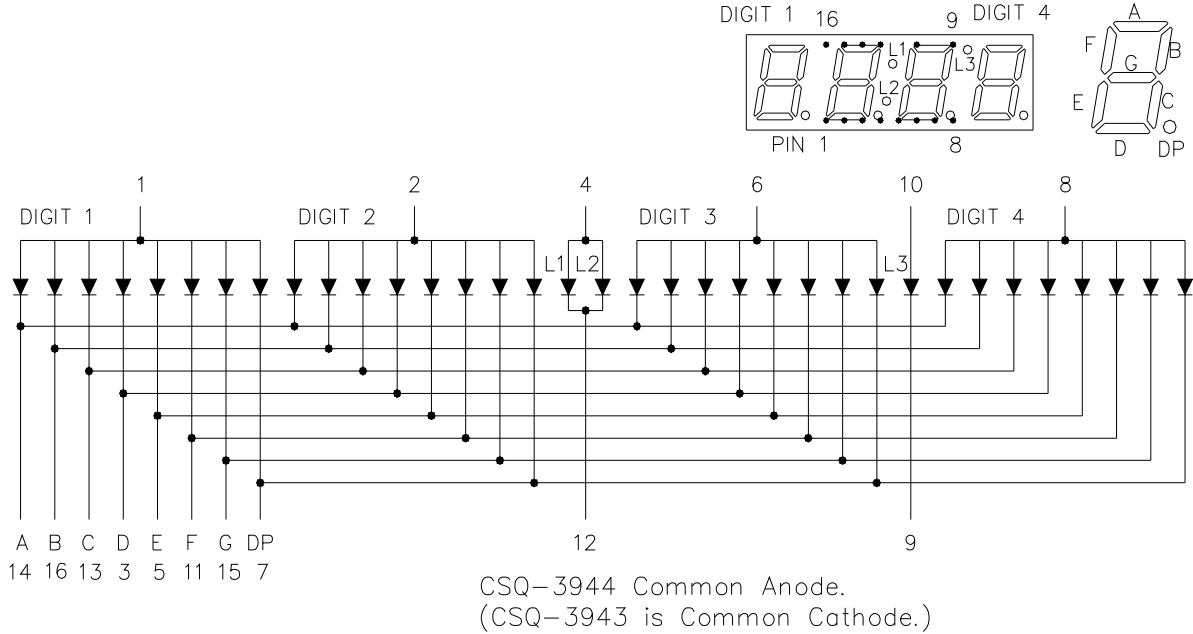 DIGIT 1 16 9 DIGIT 4
A
F B
L1
L3
G
L2
E C
PIN 1 8
D DP
1 2 4 6 10 8
DIGIT 1 DIGIT 2 DIGIT 3 DIGIT 4
L1 L2 L3
A B C D E F G DP 12 9
14 16 13 3 5 11 15 7
CSQ-3944 Common Anode.
(CSQ-3943 is Common Cathode.)